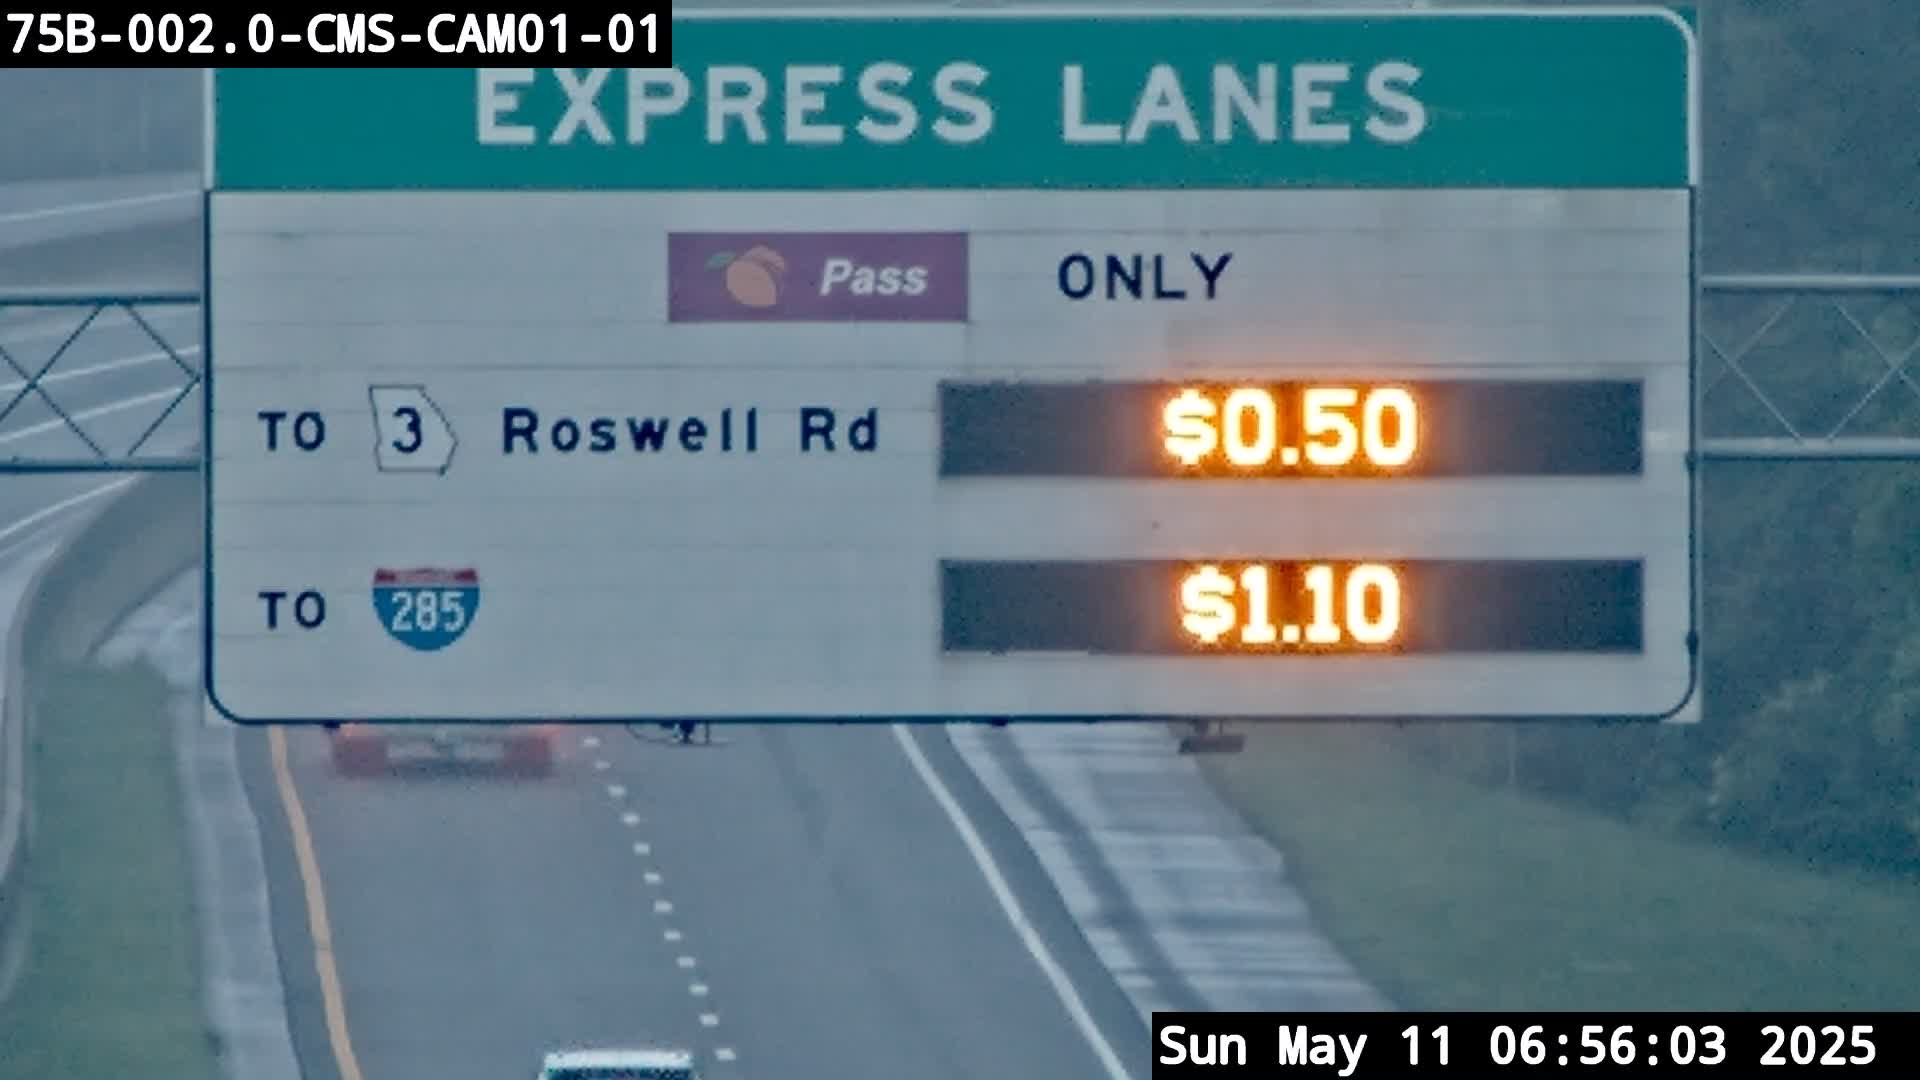 75B-002.0-CMS-CAM01-01
EXPRESS LANES
Pass ONLY
TO 3 Roswell Rd $0.50
TO 285 $1.10
Sun May 11 06:56:03 2025